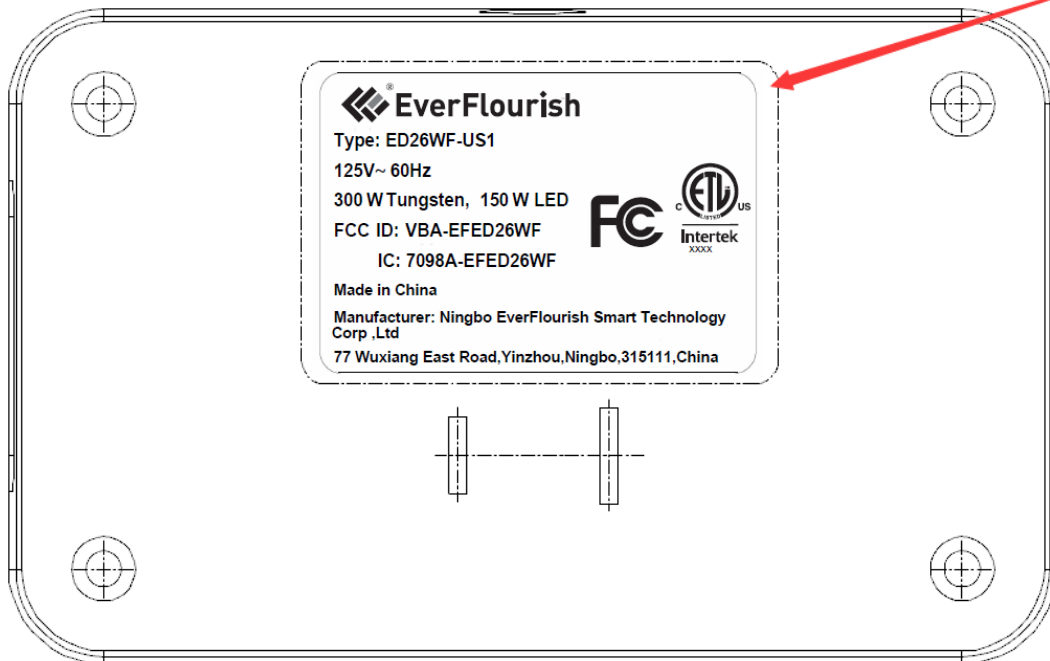 ® EverFlourish
Type: ED26WF-US1
125V~ 60Hz
300 W Tungsten, 150 W LED
FCC ID: VBA-EFED26WF
IC: 7098A-EFED26WF
FC
ETL
C US
LISTED
Intertek
XXXX
Made in China
Manufacturer: Ningbo EverFlourish Smart Technology
Corp ,Ltd
77 Wuxiang East Road,Yinzhou,Ningbo,315111,China